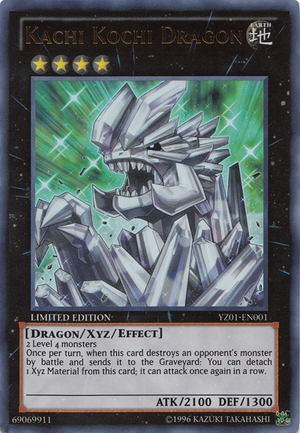 KACHI KOCHI DRAGON
EARTH
地
LIMITED EDITION YZ01-EN001
[DRAGON/XYZ/EFFECT]
2 Level 4 monsters
Once per turn, when this card destroys an opponent's monster
by battle and sends it to the Graveyard: You can detach
1 Xyz Material from this card; it can attack once again in a row.
ATK/2100 DEF/1300
69069911 ©1996 KAZUKI TAKAHASHI